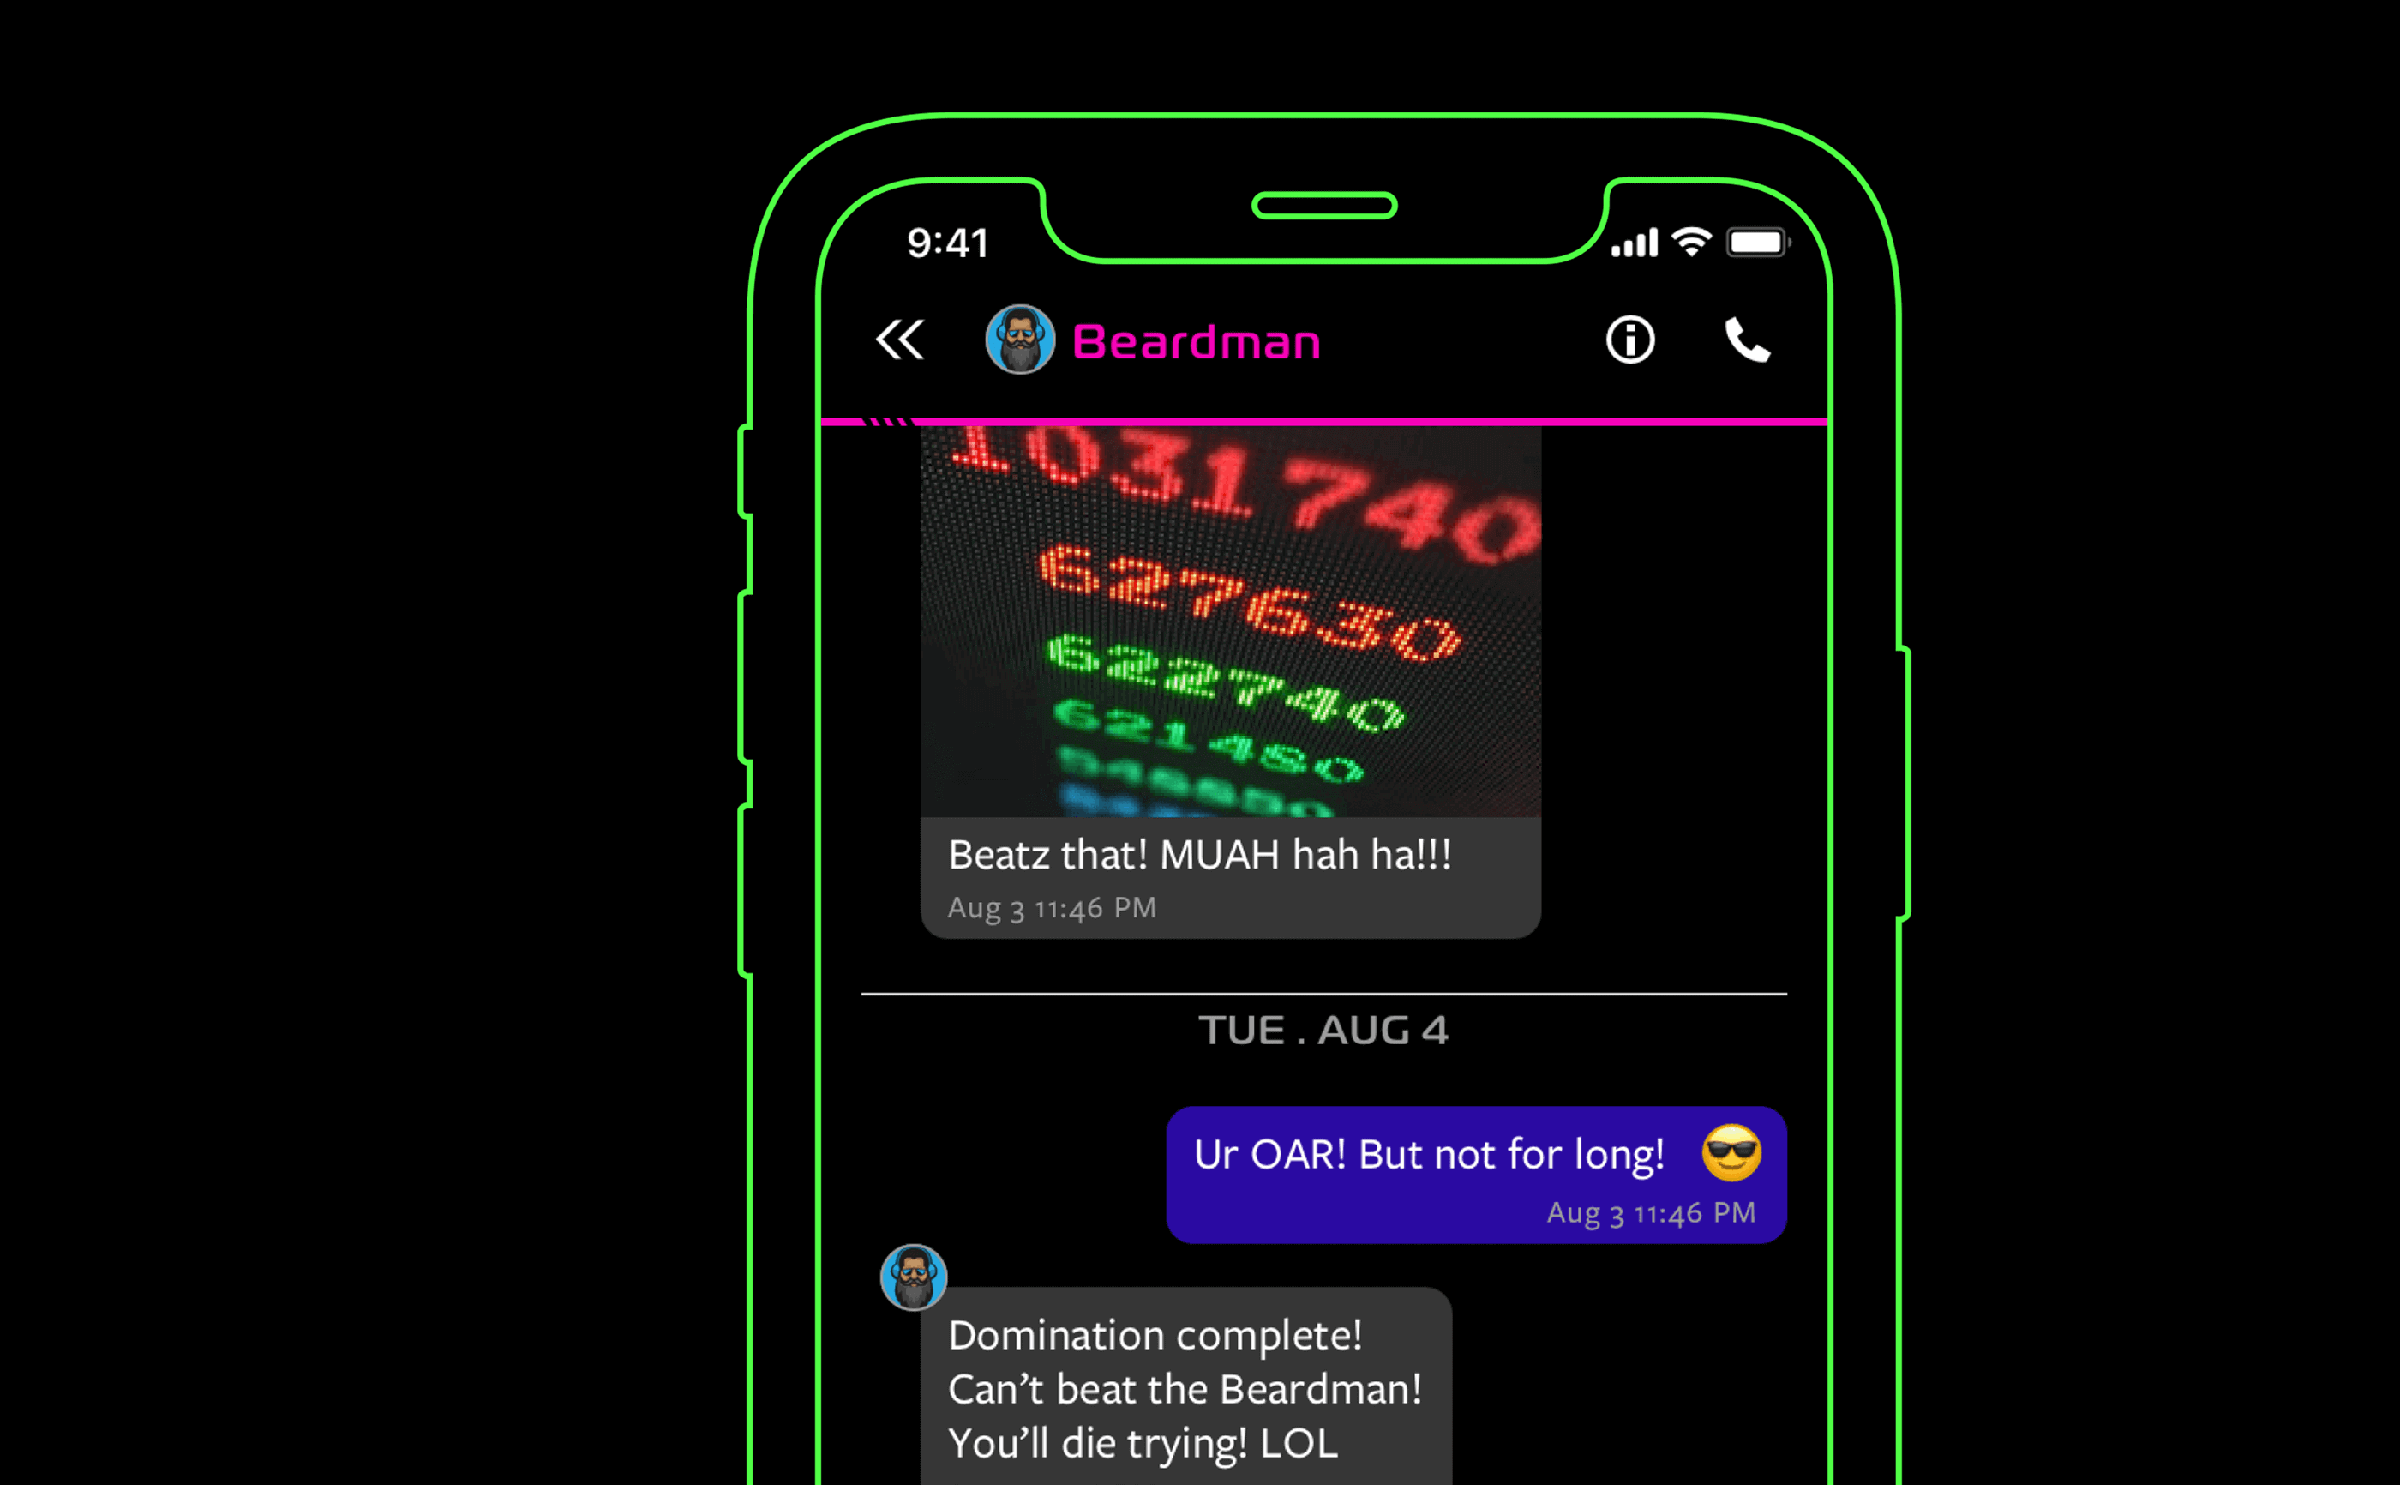 9:41
Beardman
1031740
627630
622740
621480
Beatz that! MUAH hah ha!!!
Aug 3 11:46 PM
TUE . AUG 4
Ur OAR! But not for long! 😎
Aug 3 11:46 PM
Domination complete!
Can’t beat the Beardman!
You’ll die trying! LOL